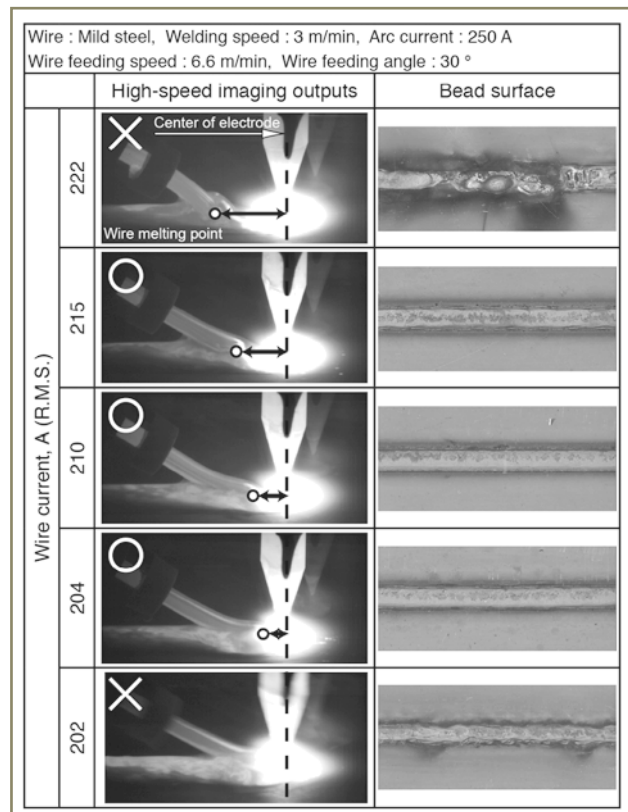 Wire : Mild steel, Welding speed : 3 m/min, Arc current : 250 A
Wire feeding speed : 6.6 m/min, Wire feeding angle : 30 °
High-speed imaging outputs
Bead surface
Wire current, A (R.M.S.)
222
Center of electrode
Wire melting point
215
210
204
202